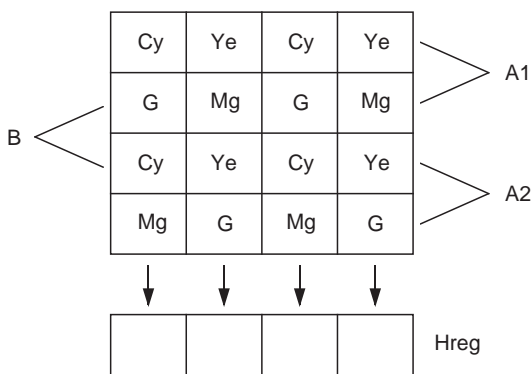 Cy Ye Cy Ye
A1
G Mg G Mg
B
Cy Ye Cy Ye
A2
Mg G Mg G
Hreg